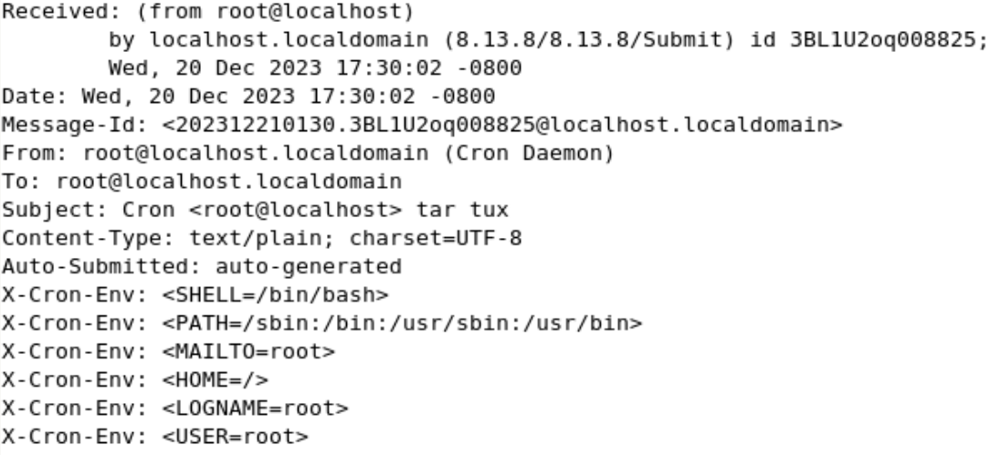 Received: (from root@localhost)
        by localhost.localdomain (8.13.8/8.13.8/Submit) id 3BL1U2oq008825;
        Wed, 20 Dec 2023 17:30:02 -0800
Date: Wed, 20 Dec 2023 17:30:02 -0800
Message-Id: <202312210130.3BL1U2oq008825@localhost.localdomain>
From: root@localhost.localdomain (Cron Daemon)
To: root@localhost.localdomain
Subject: Cron <root@localhost> tar tux
Content-Type: text/plain; charset=UTF-8
Auto-Submitted: auto-generated
X-Cron-Env: <SHELL=/bin/bash>
X-Cron-Env: <PATH=/sbin:/bin:/usr/sbin:/usr/bin>
X-Cron-Env: <MAILTO=root>
X-Cron-Env: <HOME=/>
X-Cron-Env: <LOGNAME=root>
X-Cron-Env: <USER=root>